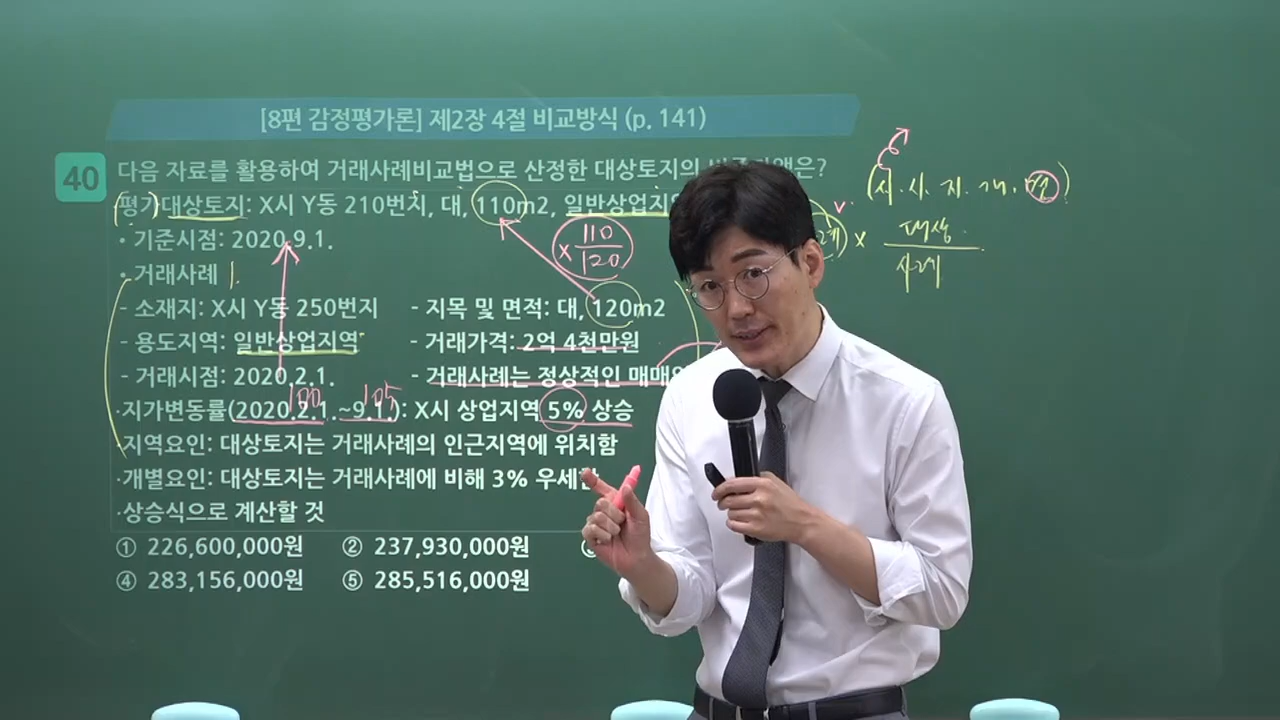 [8편 감정평가론] 제2장 4절 비교방식 (p. 141)
40 다음 자료를 활용하여 거래사례비교법으로 산정한 대상토지의
평가대상토지: X시 Y동 210번지, 대, 110m2, 일반상업지
· 기준시점: 2020.9.1.
· 거래사례
- 소재지: X시 Y동 250번지 - 지목 및 면적: 대, 120m2
- 용도지역: 일반상업지역 - 거래가격: 2억 4천만원
- 거래시점: 2020.2.1. - 거래사례는 정상적인 매매
100 105
·지가변동률(2020.2.1.~9.1.): X시 상업지역 5% 상승
·지역요인: 대상토지는 거래사례의 인근지역에 위치함
·개별요인: 대상토지는 거래사례에 비해 3% 우세
·상승식으로 계산할 것
① 226,600,000원 ② 237,930,000원
④ 283,156,000원 ⑤ 285,516,000원
× 110/120
× 대상/사례